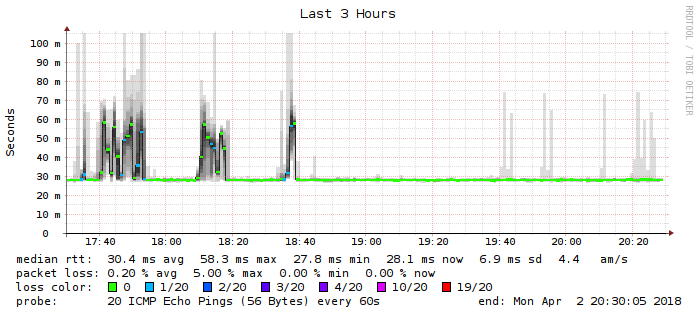 Last 3 Hours
RRDTOOL / TOBI OETIKER
Seconds
100 m
90 m
80 m
70 m
60 m
50 m
40 m
30 m
20 m
10 m
0
17:40 18:00 18:20 18:40 19:00 19:20 19:40 20:00 20:20
median rtt: 30.4 ms avg 58.3 ms max 27.8 ms min 28.1 ms now 6.9 ms sd 4.4 am/s
packet loss: 0.20 % avg 5.00 % max 0.00 % min 0.00 % now
loss color: 0 1/20 2/20 3/20 4/20 10/20 19/20
probe: 20 ICMP Echo Pings (56 Bytes) every 60s end: Mon Apr 2 20:30:05 2018